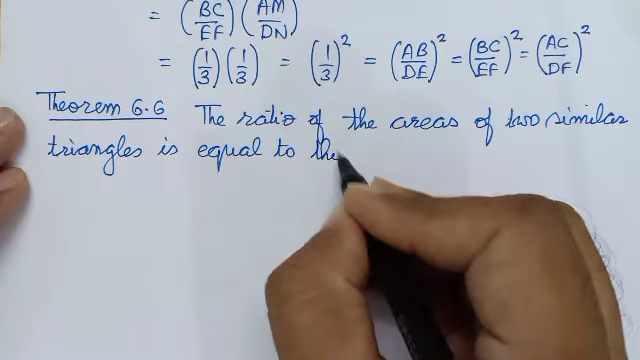 = (BC/EF) (AM/DN)
= (1/3) (1/3) = (1/3)² = (AB/DE)² = (BC/EF)² = (AC/DF)²
Theorem 6.6 The ratio of the areas of two similar
triangles is equal to the